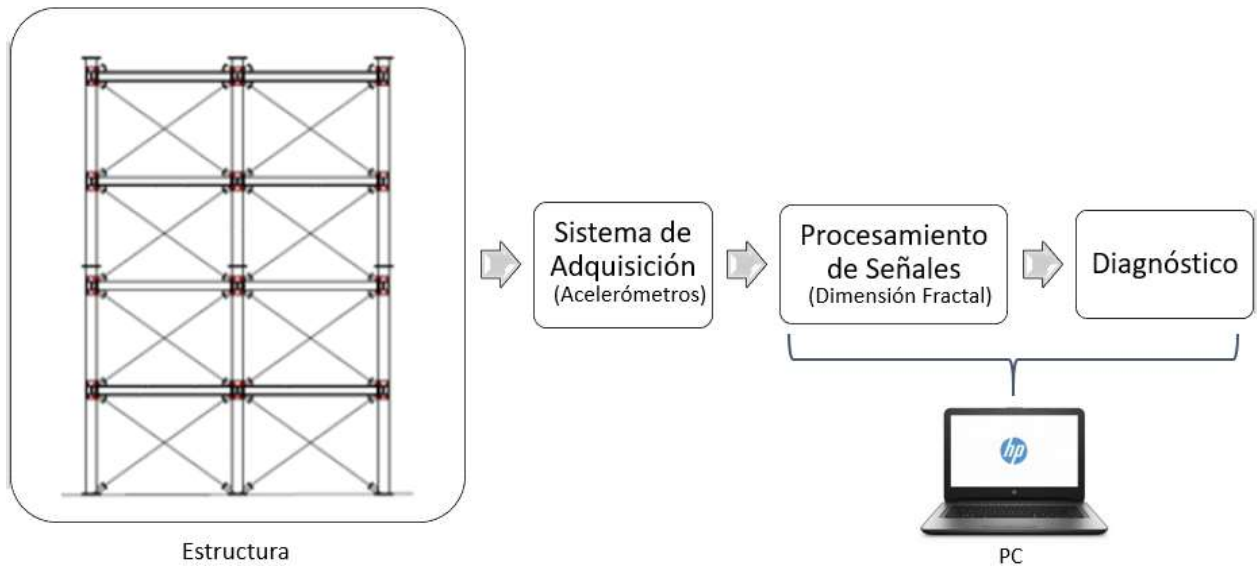 Estructura
Sistema de
Adquisición
(Acelerómetros)
Procesamiento
de Señales
(Dimensión Fractal)
Diagnóstico
hp
PC